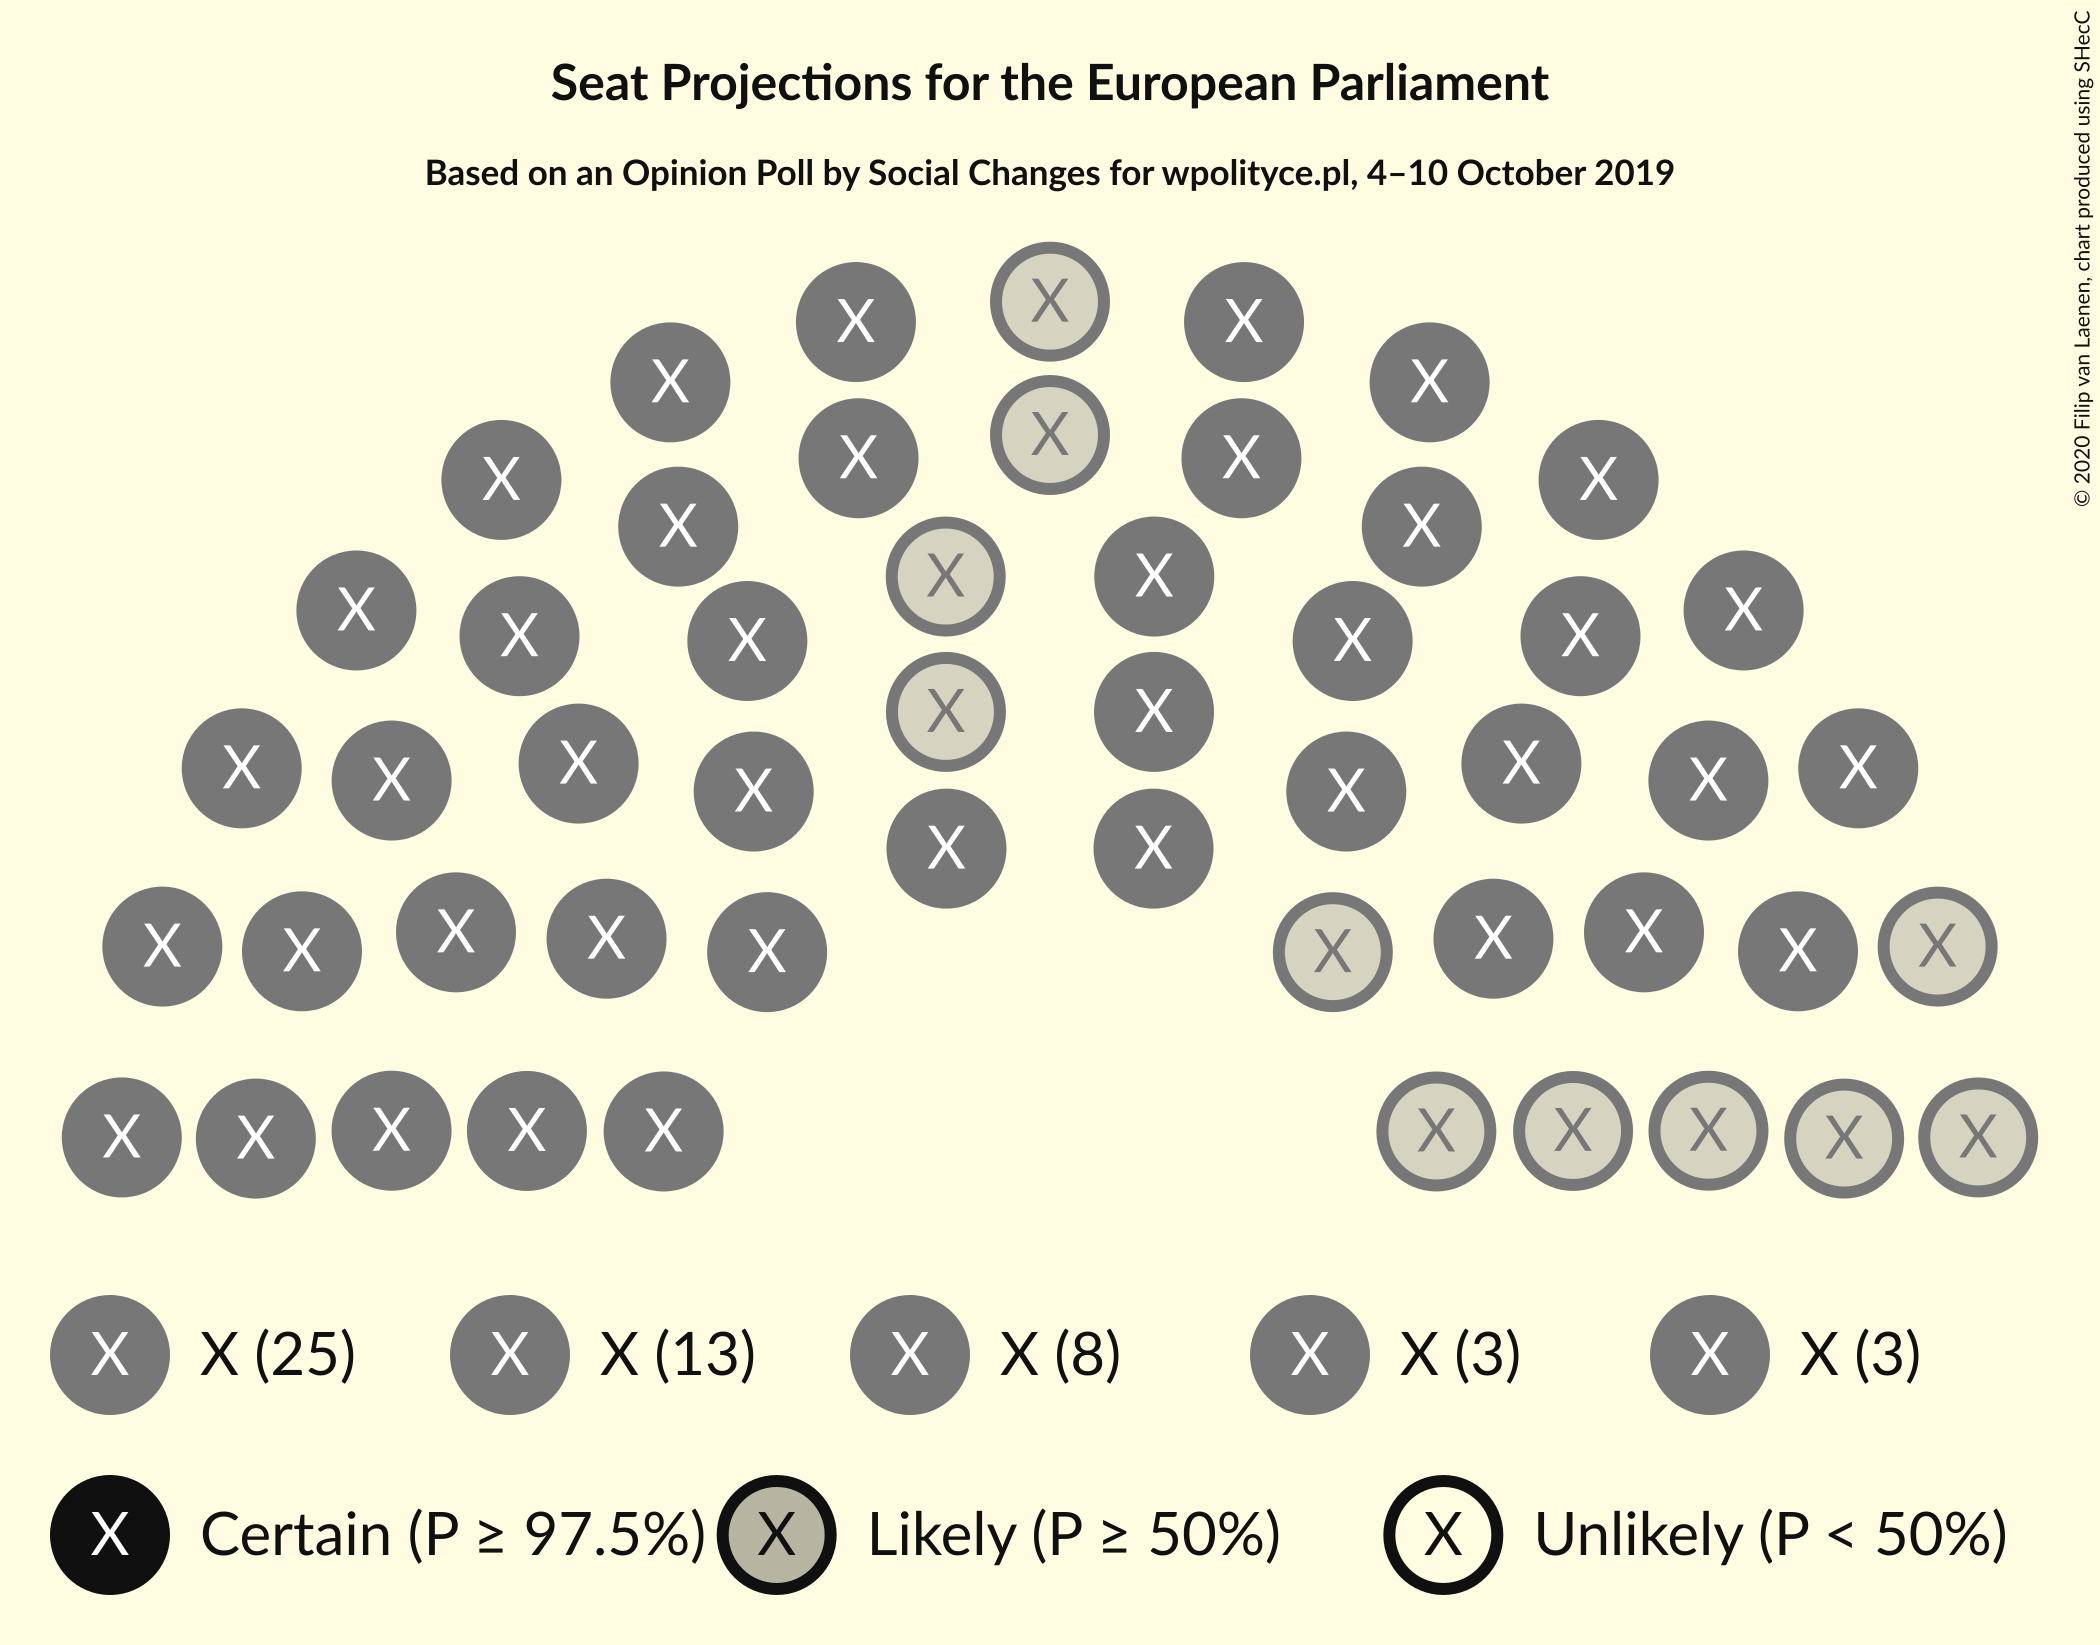 Seat Projections for the European Parliament
Based on an Opinion Poll by Social Changes for wpolityce.pl, 4–10 October 2019
© 2020 Filip van Laenen, chart produced using SHecC
X
X X
X X
X
X X
X X
X X
X X
X X
X X
X X
X X
X X
X X
X X
X X
X X
X X X X X X X X X X
X X X X X X X X X X
X X (25)
X X (13)
X X (8)
X X (3)
X X (3)
X Certain (P ≥ 97.5%)
X Likely (P ≥ 50%)
X Unlikely (P < 50%)